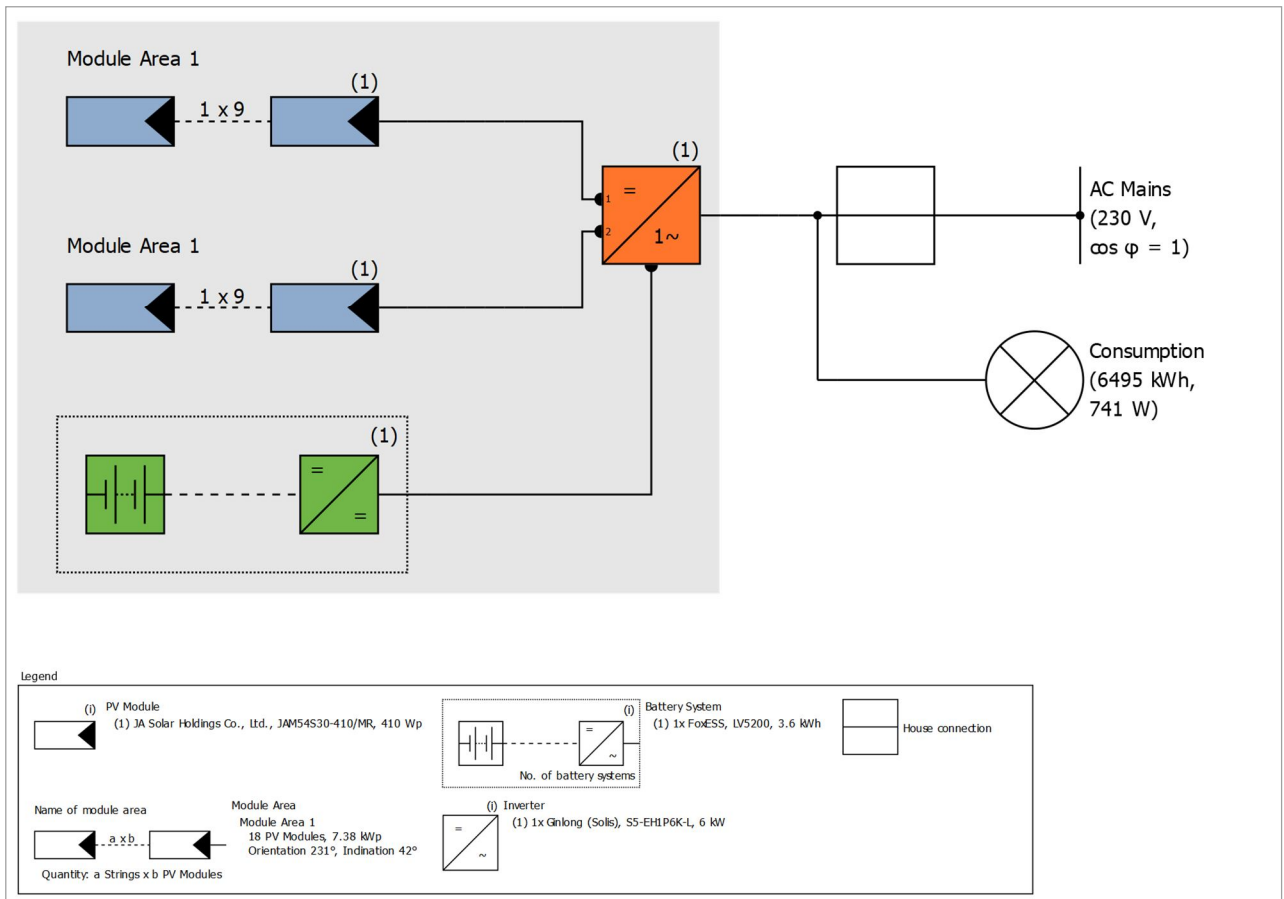 Module Area 1
(1)
1 x 9
(1)
=
1
2
1~
AC Mains
(230 V,
cos φ = 1)
Module Area 1
(1)
1 x 9
Consumption
(6495 kWh,
741 W)
(1)
=
=
Legend
(i) PV Module
(1) JA Solar Holdings Co., Ltd., JAM54S30-410/MR, 410 Wp
(i) Battery System
(1) 1x FoxESS, LV5200, 3.6 kWh
=
~
No. of battery systems
House connection
Name of module area
a x b
Quantity: a Strings x b PV Modules
Module Area
Module Area 1
18 PV Modules, 7.38 kWp
Orientation 231°, Inclination 42°
(i) Inverter
(1) 1x Ginlong (Solis), S5-EH1P6K-L, 6 kW
=
~